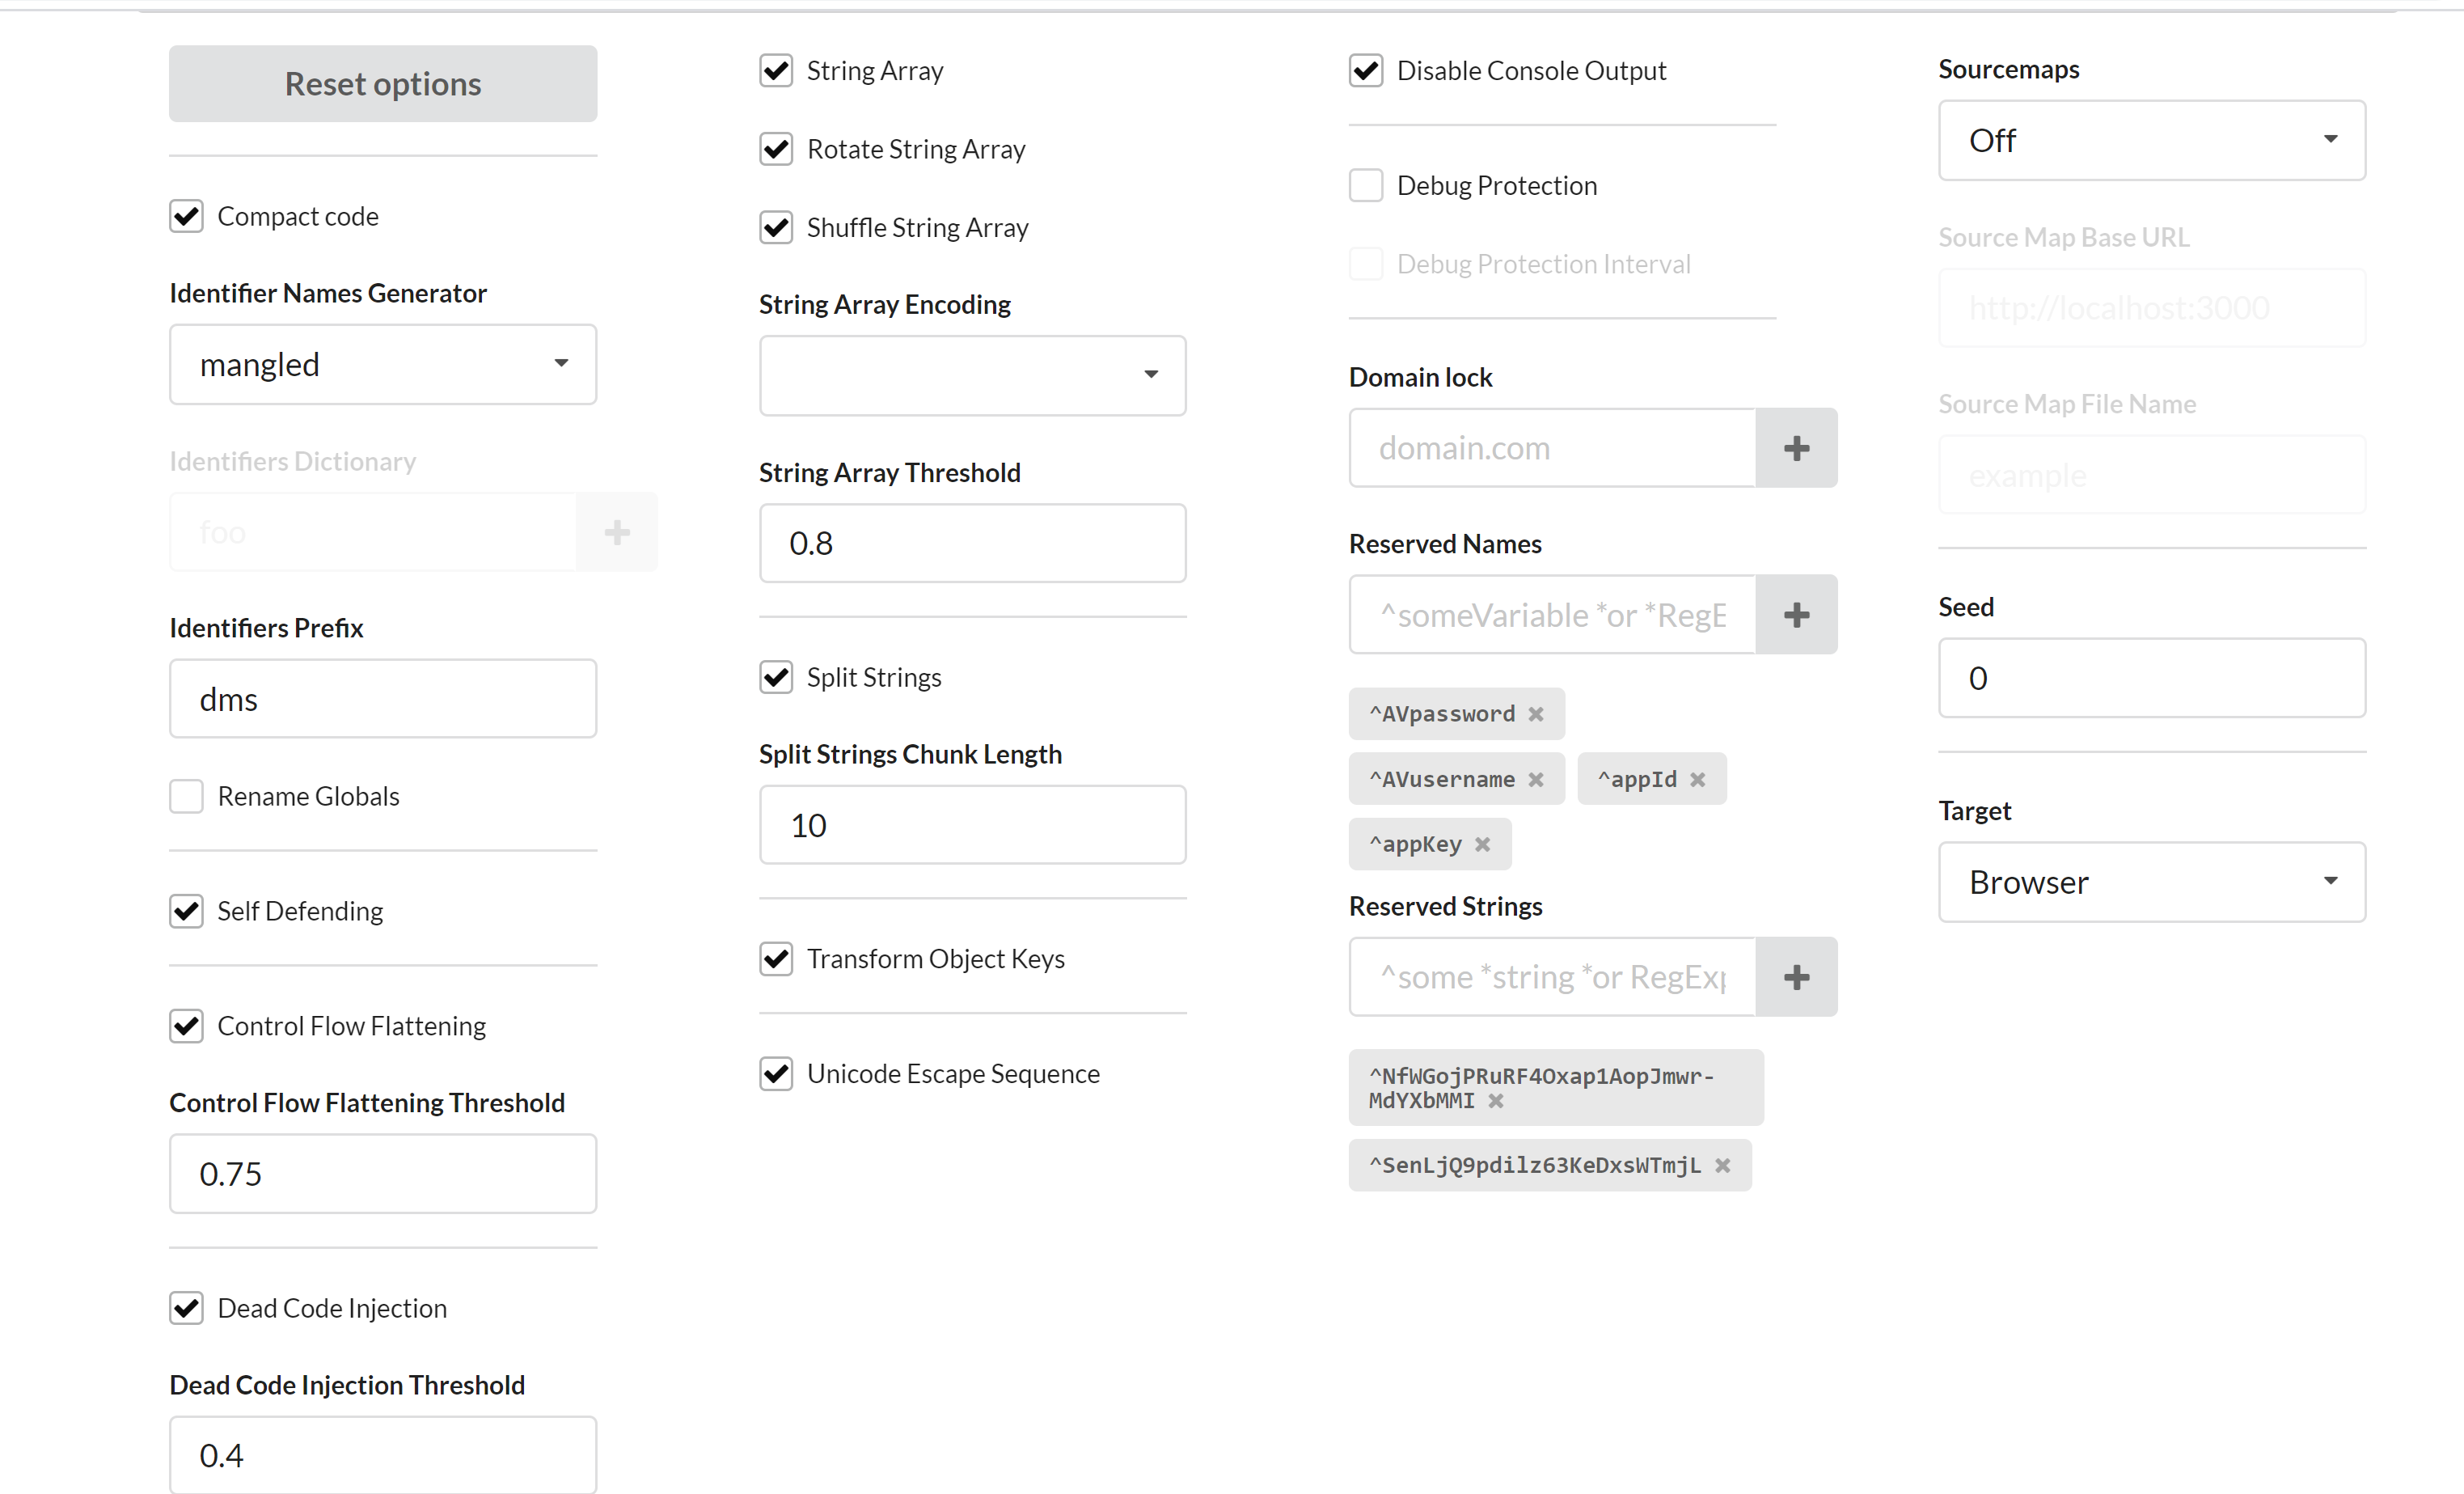 Reset options
Compact code
Identifier Names Generator
mangled
Identifiers Dictionary
foo
Identifiers Prefix
dms
Rename Globals
Self Defending
Control Flow Flattening
Control Flow Flattening Threshold
0.75
Dead Code Injection
Dead Code Injection Threshold
0.4
String Array
Rotate String Array
Shuffle String Array
String Array Encoding
String Array Threshold
0.8
Split Strings
Split Strings Chunk Length
10
Transform Object Keys
Unicode Escape Sequence
Disable Console Output
Debug Protection
Debug Protection Interval
Domain lock
domain.com
Reserved Names
^someVariable *or *RegE
^AVpassword
^AVusername ^appId
^appKey
Reserved Strings
^some *string *or RegExp
^NfWGojPRuRF4Oxap1AopJmwr-
MdYXbMMI
^SenLjQ9pdilz63KeDxsWTmjL
Sourcemaps
Off
Source Map Base URL
http://localhost:3000
Source Map File Name
example
Seed
0
Target
Browser